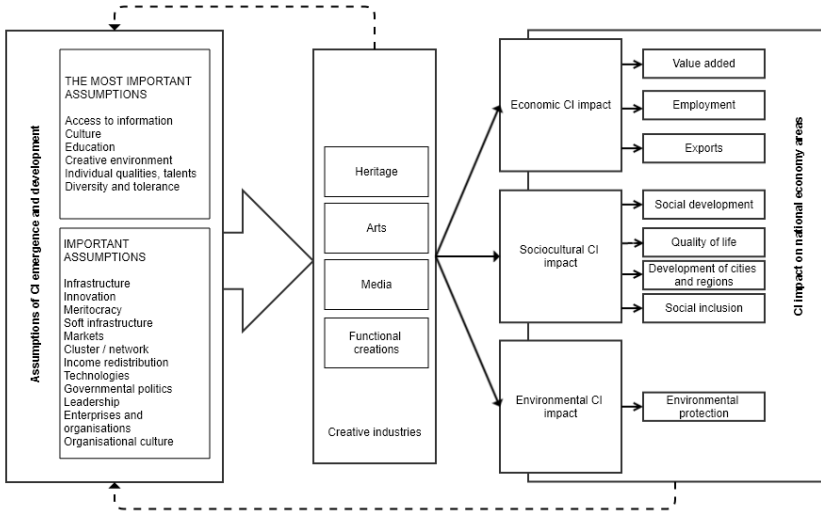 Assumptions of CI emergence and development
THE MOST IMPORTANT
ASSUMPTIONS
Access to information
Culture
Education
Creative environment
Individual qualities, talents
Diversity and tolerance
IMPORTANT
ASSUMPTIONS
Infrastructure
Innovation
Meritocracy
Soft infrastructure
Markets
Cluster / network
Income redistribution
Technologies
Governmental politics
Leadership
Enterprises and
organisations
Organisational culture
Heritage
Arts
Media
Functional
creations
Creative industries
Economic CI impact
Value added
Employment
Exports
Sociocultural CI
impact
Social development
Quality of life
Development of cities
and regions
Social inclusion
Environmental CI
impact
Environmental
protection
CI impact on national economy areas